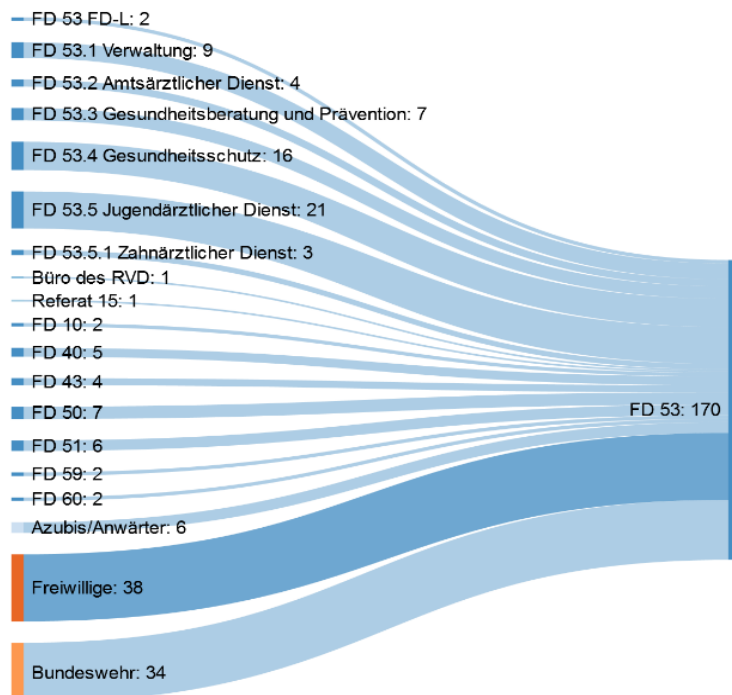 FD 53 FD-L: 2
FD 53.1 Verwaltung: 9
FD 53.2 Amtsärztlicher Dienst: 4
FD 53.3 Gesundheitsberatung und Prävention: 7
FD 53.4 Gesundheitsschutz: 16
FD 53.5 Jugendärztlicher Dienst: 21
FD 53.5.1 Zahnärztlicher Dienst: 3
Büro des RVD: 1
Referat 15: 1
FD 10: 2
FD 40: 5
FD 43: 4
FD 50: 7
FD 51: 6
FD 59: 2
FD 60: 2
Azubis/Anwärter: 6
Freiwillige: 38
Bundeswehr: 34
FD 53: 170